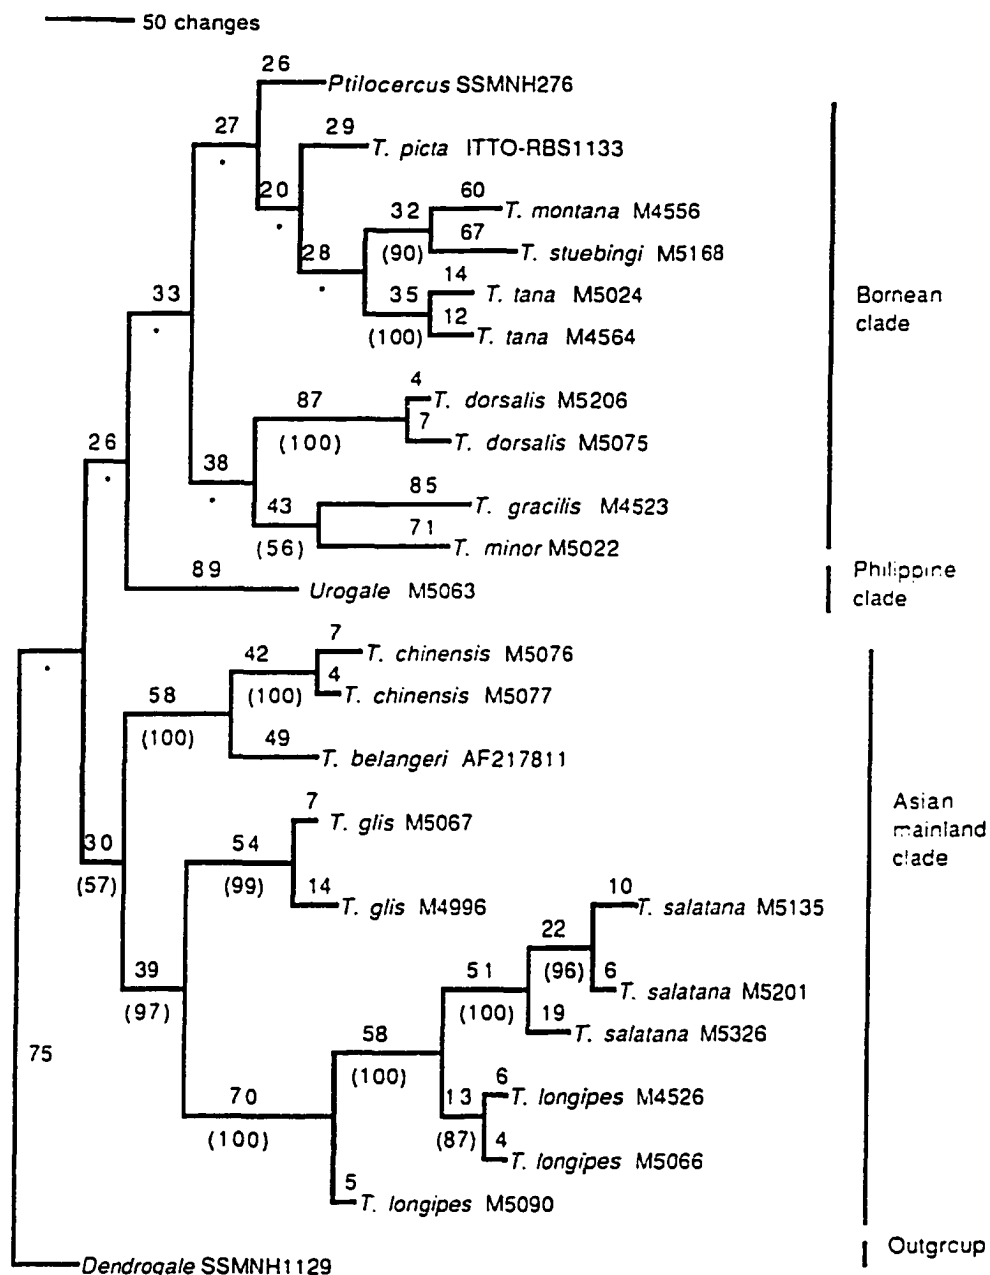 50 changes
26
Ptilocercus SSMNH276
27
29
T. picta ITTO-RBS1133
20
60
32
T. montana M4556
67
28
(90)
T. stuebingi M5168
14
33
35
T. tana M5024
12
(100)
T. tana M4564
Bornean
clade
4
87
T. dorsalis M5206
7
(100)
T. dorsalis M5075
26
38
85
43
T. gracilis M4523
71
(56)
T. minor M5022
89
Urogale M5063
Philippine
clade
7
42
T. chinensis M5076
4
58
(100)
T. chinensis M5077
(100)
49
T. belangeri AF217811
7
T. glis M5067
30
54
(57)
(99)
14
T. glis M4996
Asian
mainland
clade
10
T. salatana M5135
22
39
51
(96)
6
T. salatana M5201
(97)
(100)
19
T. salatana M5326
75
58
(100)
6
70
13
T. longipes M4526
(100)
(87)
4
T. longipes M5066
5
T. longipes M5090
Outgrcup
Dendrogale SSMNH1129